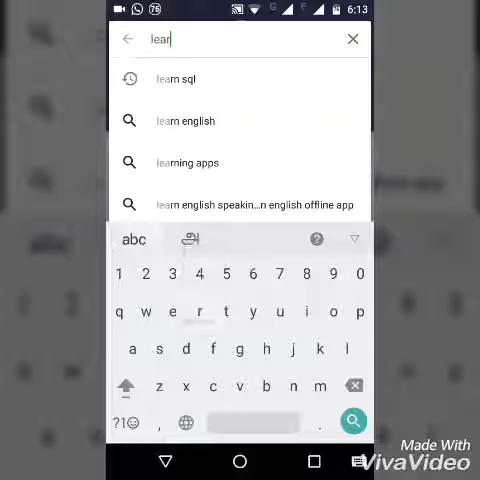 76 G F 6:13
lear
learn sql
learn english
learning apps
learn english speakin...n english offline app
abc அ
1 2 3 4 5 6 7 8 9 0
q w e r t y u i o p
a s d f g h j k l
z x c v b n m
?1☺ , .
Made With
VivaVideo